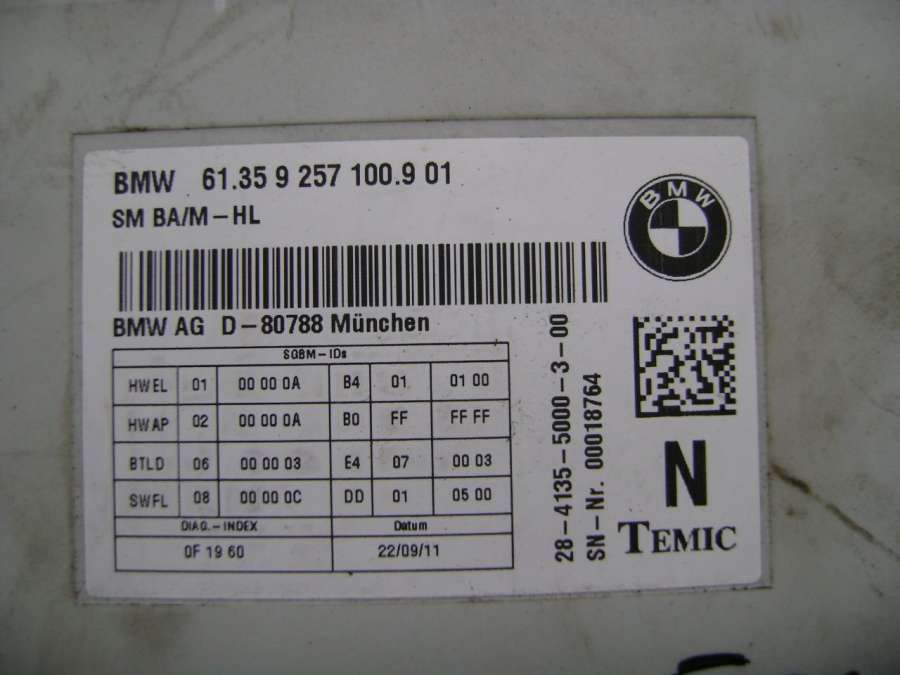 BMW 61.35 9 257 100.9 01
SM BA/M-HL
BMW
BMW AG D-80788 München
SGBM-IDs
HWEL 01 00 00 0A B4 01 01 00
HWAP 02 00 00 0A B0 FF FF FF
BTLD 06 00 00 03 E4 07 00 03
SWFL 08 00 00 0C DD 01 05 00
DIAG.-INDEX Datum
0F 19 60 22/09/11
28-4135-5000-3-00
SN-Nr. 00018764
N
TEMIC